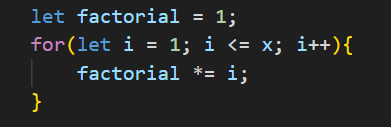 let factorial = 1;
for(let i = 1; i <= x; i++){
    factorial *= i;
}